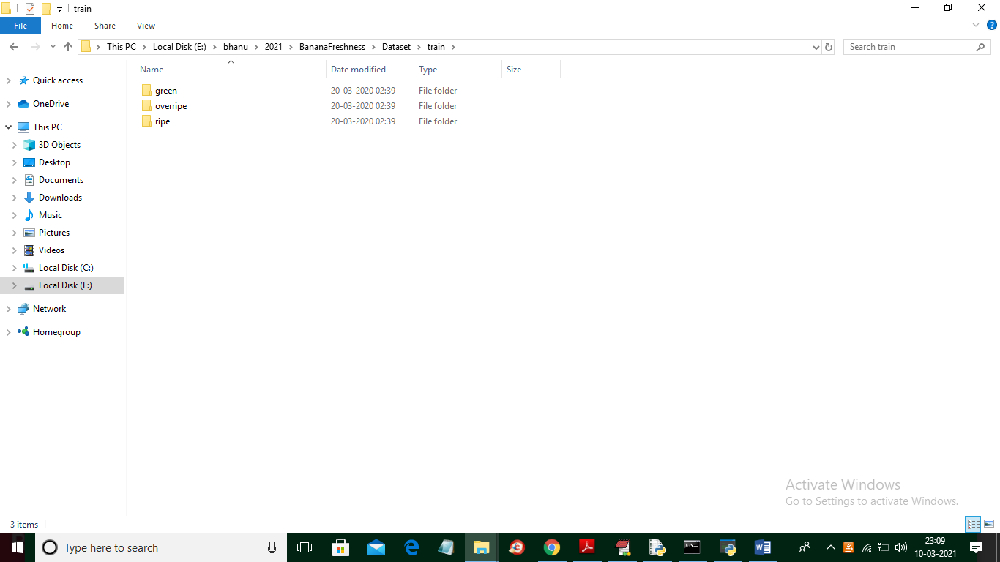 train
File Home Share View
This PC Local Disk (E:) bhanu 2021 BananaFreshness Dataset train Search train
Name Date modified Type Size
green 20-03-2020 02:39 File folder
overripe 20-03-2020 02:39 File folder
ripe 20-03-2020 02:39 File folder
Quick access
OneDrive
This PC
3D Objects
Desktop
Documents
Downloads
Music
Pictures
Videos
Local Disk (C:)
Local Disk (E:)
Network
Homegroup
Activate Windows
Go to Settings to activate Windows.
3 items
Type here to search
23:09
10-03-2021